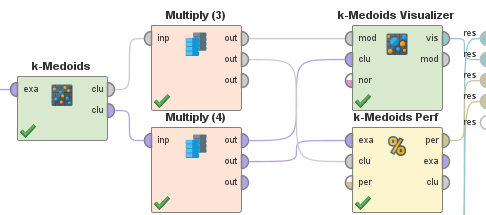 Multiply (3)
inp out
out
out
k-Medoids Visualizer
mod vis
clu mod
nor
res
res
res
res
res
k-Medoids
exa clu
clu
Multiply (4)
inp out
out
out
k-Medoids Perf
exa per
clu exa
per clu